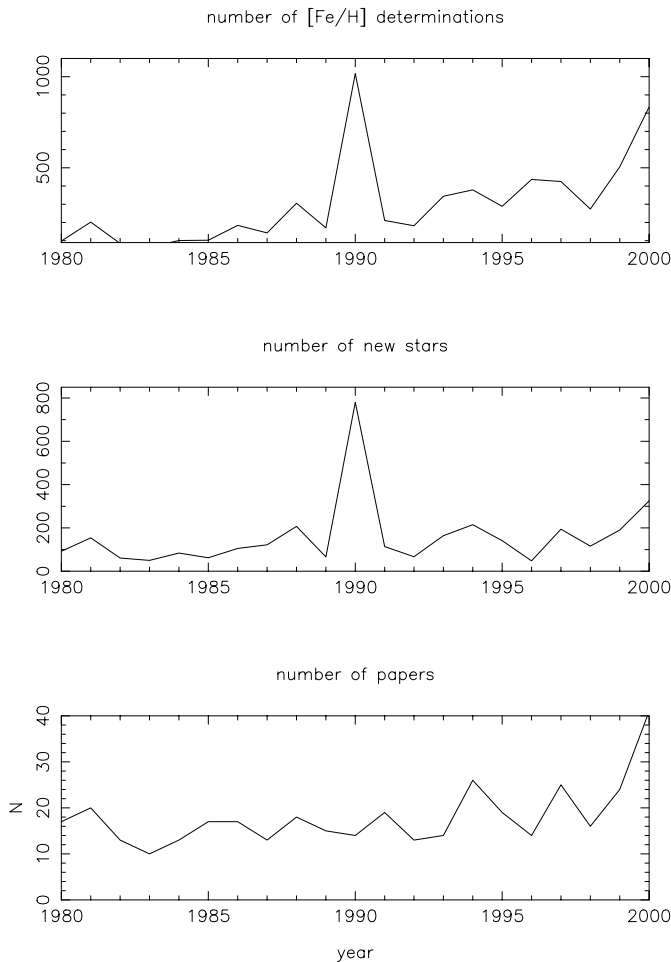 number of [Fe/H] determinations
1000
500
1980 1985 1990 1995 2000
number of new stars
800
600
400
200
0
1980 1985 1990 1995 2000
number of papers
40
30
20
10
0
N
1980 1985 1990 1995 2000
year